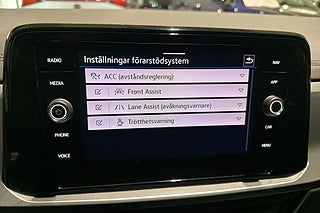 Inställningar förarstödsystem
RADIO
NAV
ACC (avståndsreglering)
MEDIA
APP
Front Assist
Lane Assist (avåkningsvarnare)
Trötthetsvarning
PHONE
CAR
VOICE
MENU